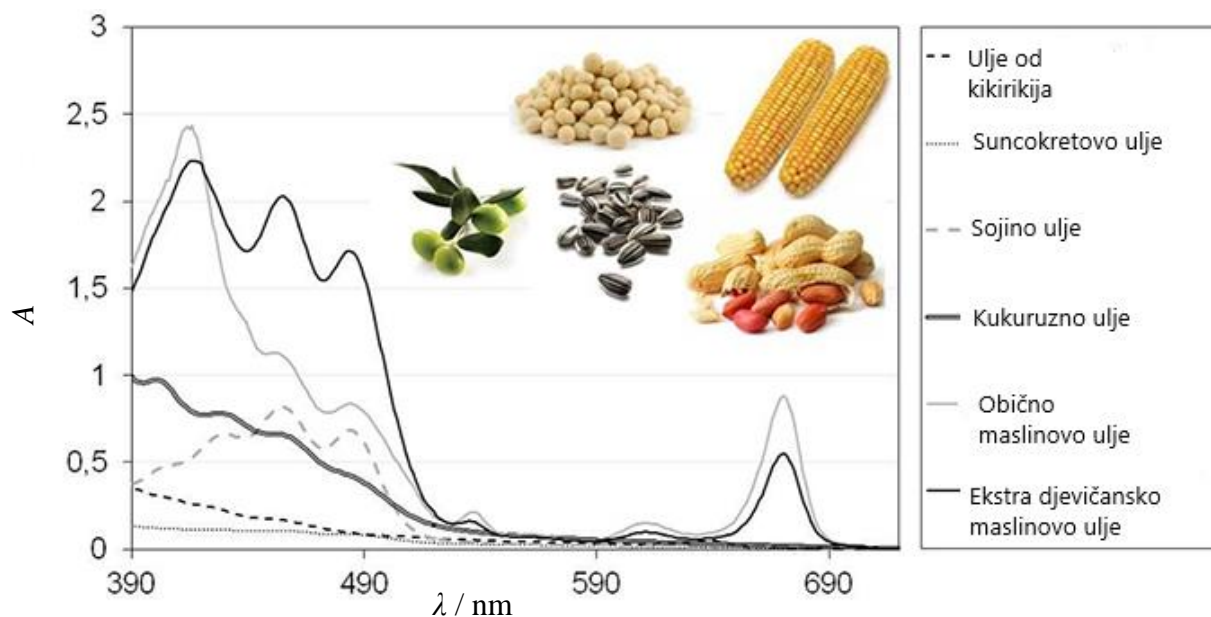 3
2,5
2
1,5
1
0,5
0
A
390
490
590
690
λ / nm
Ulje od
kikirikija
Suncokretovo ulje
Sojino ulje
Kukuruzno ulje
Obično
maslinovo ulje
Ekstra djevičansko
maslinovo ulje